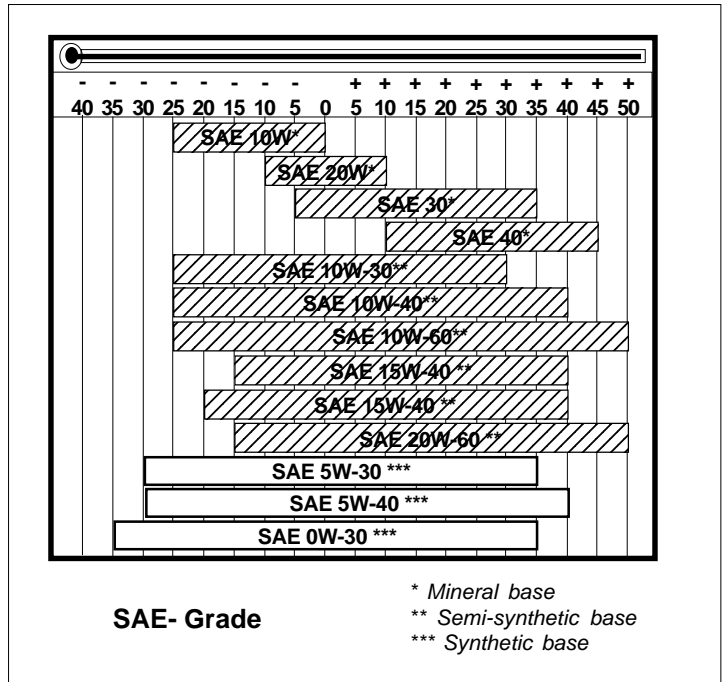 - - - - - - - - + + + + + + + + + +
40 35 30 25 20 15 10 5 0 5 10 15 20 25 30 35 40 45 50
SAE 10W*
SAE 20W*
SAE 30*
SAE 40*
SAE 10W-30**
SAE 10W-40**
SAE 10W-60**
SAE 15W-40 **
SAE 15W-40 **
SAE 20W-60 **
SAE 5W-30 ***
SAE 5W-40 ***
SAE 0W-30 ***
SAE- Grade
* Mineral base
** Semi-synthetic base
*** Synthetic base